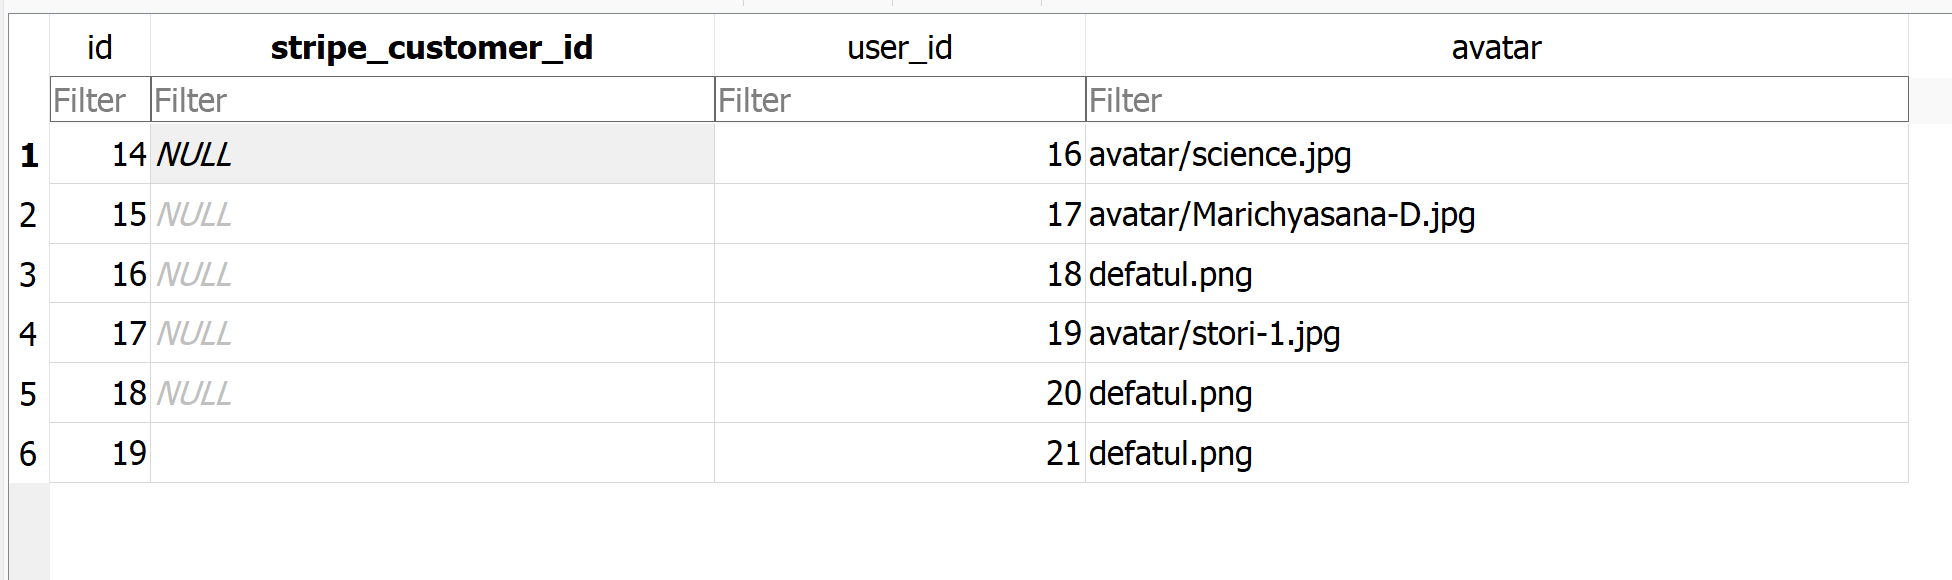 id stripe_customer_id user_id avatar
Filter Filter Filter Filter
1 14 NULL 16 avatar/science.jpg
2 15 NULL 17 avatar/Marichyasana-D.jpg
3 16 NULL 18 defatul.png
4 17 NULL 19 avatar/stori-1.jpg
5 18 NULL 20 defatul.png
6 19 21 defatul.png